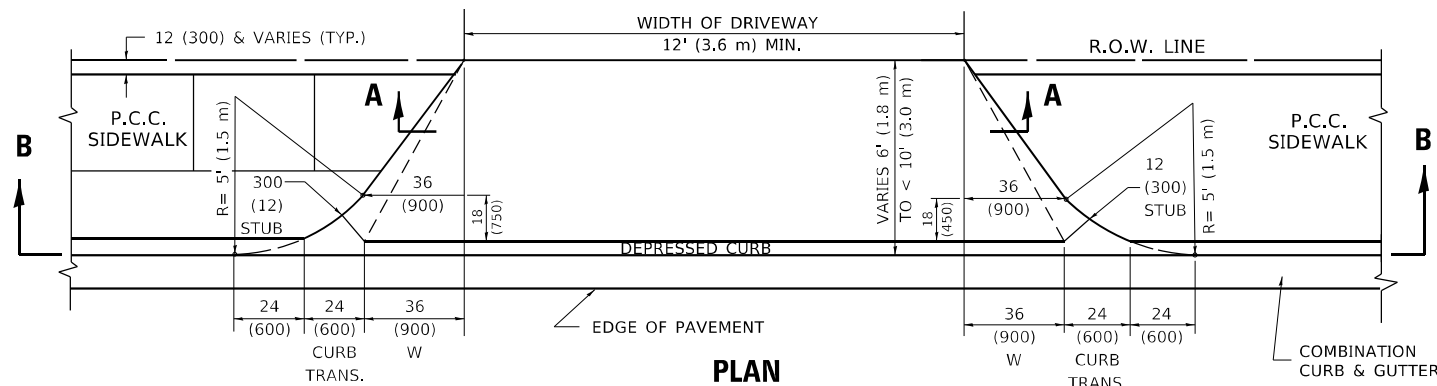 WIDTH OF DRIVEWAY
12' (3.6 m) MIN.
12 (300) & VARIES (TYP.)
R.O.W. LINE
A
A
P.C.C.
SIDEWALK
P.C.C.
SIDEWALK
B
B
R= 5' (1.5 m)
300
(12)
STUB
36
(900)
18
(750)
VARIES 6' (1.8 m)
TO < 10' (3.0 m)
36
(900)
18
(450)
12
(300)
STUB
R= 5' (1.5 m)
DEPRESSED CURB
24
(600)
24
(600)
CURB
TRANS.
36
(900)
W
EDGE OF PAVEMENT
PLAN
36
(900)
W
24
(600)
CURB
TRANS.
24
(600)
COMBINATION
CURB & GUTTER